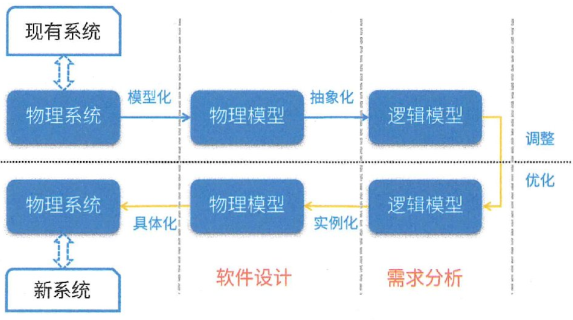 现有系统
模型化
抽象化
物理系统
物理模型
逻辑模型
调整
优化
物理系统
物理模型
逻辑模型
具体化
实例化
新系统
软件设计
需求分析